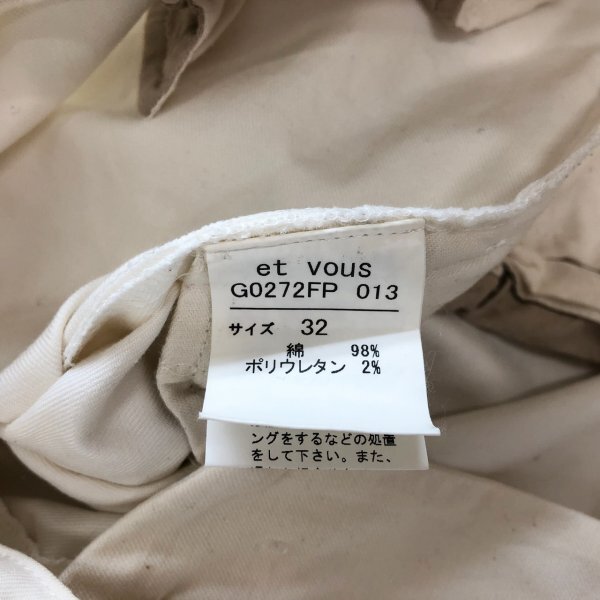 et vous
G0272FP 013
サイズ 32
綿 98%
ポリウレタン 2%
ングをするなどの処置
をして下さい。また、